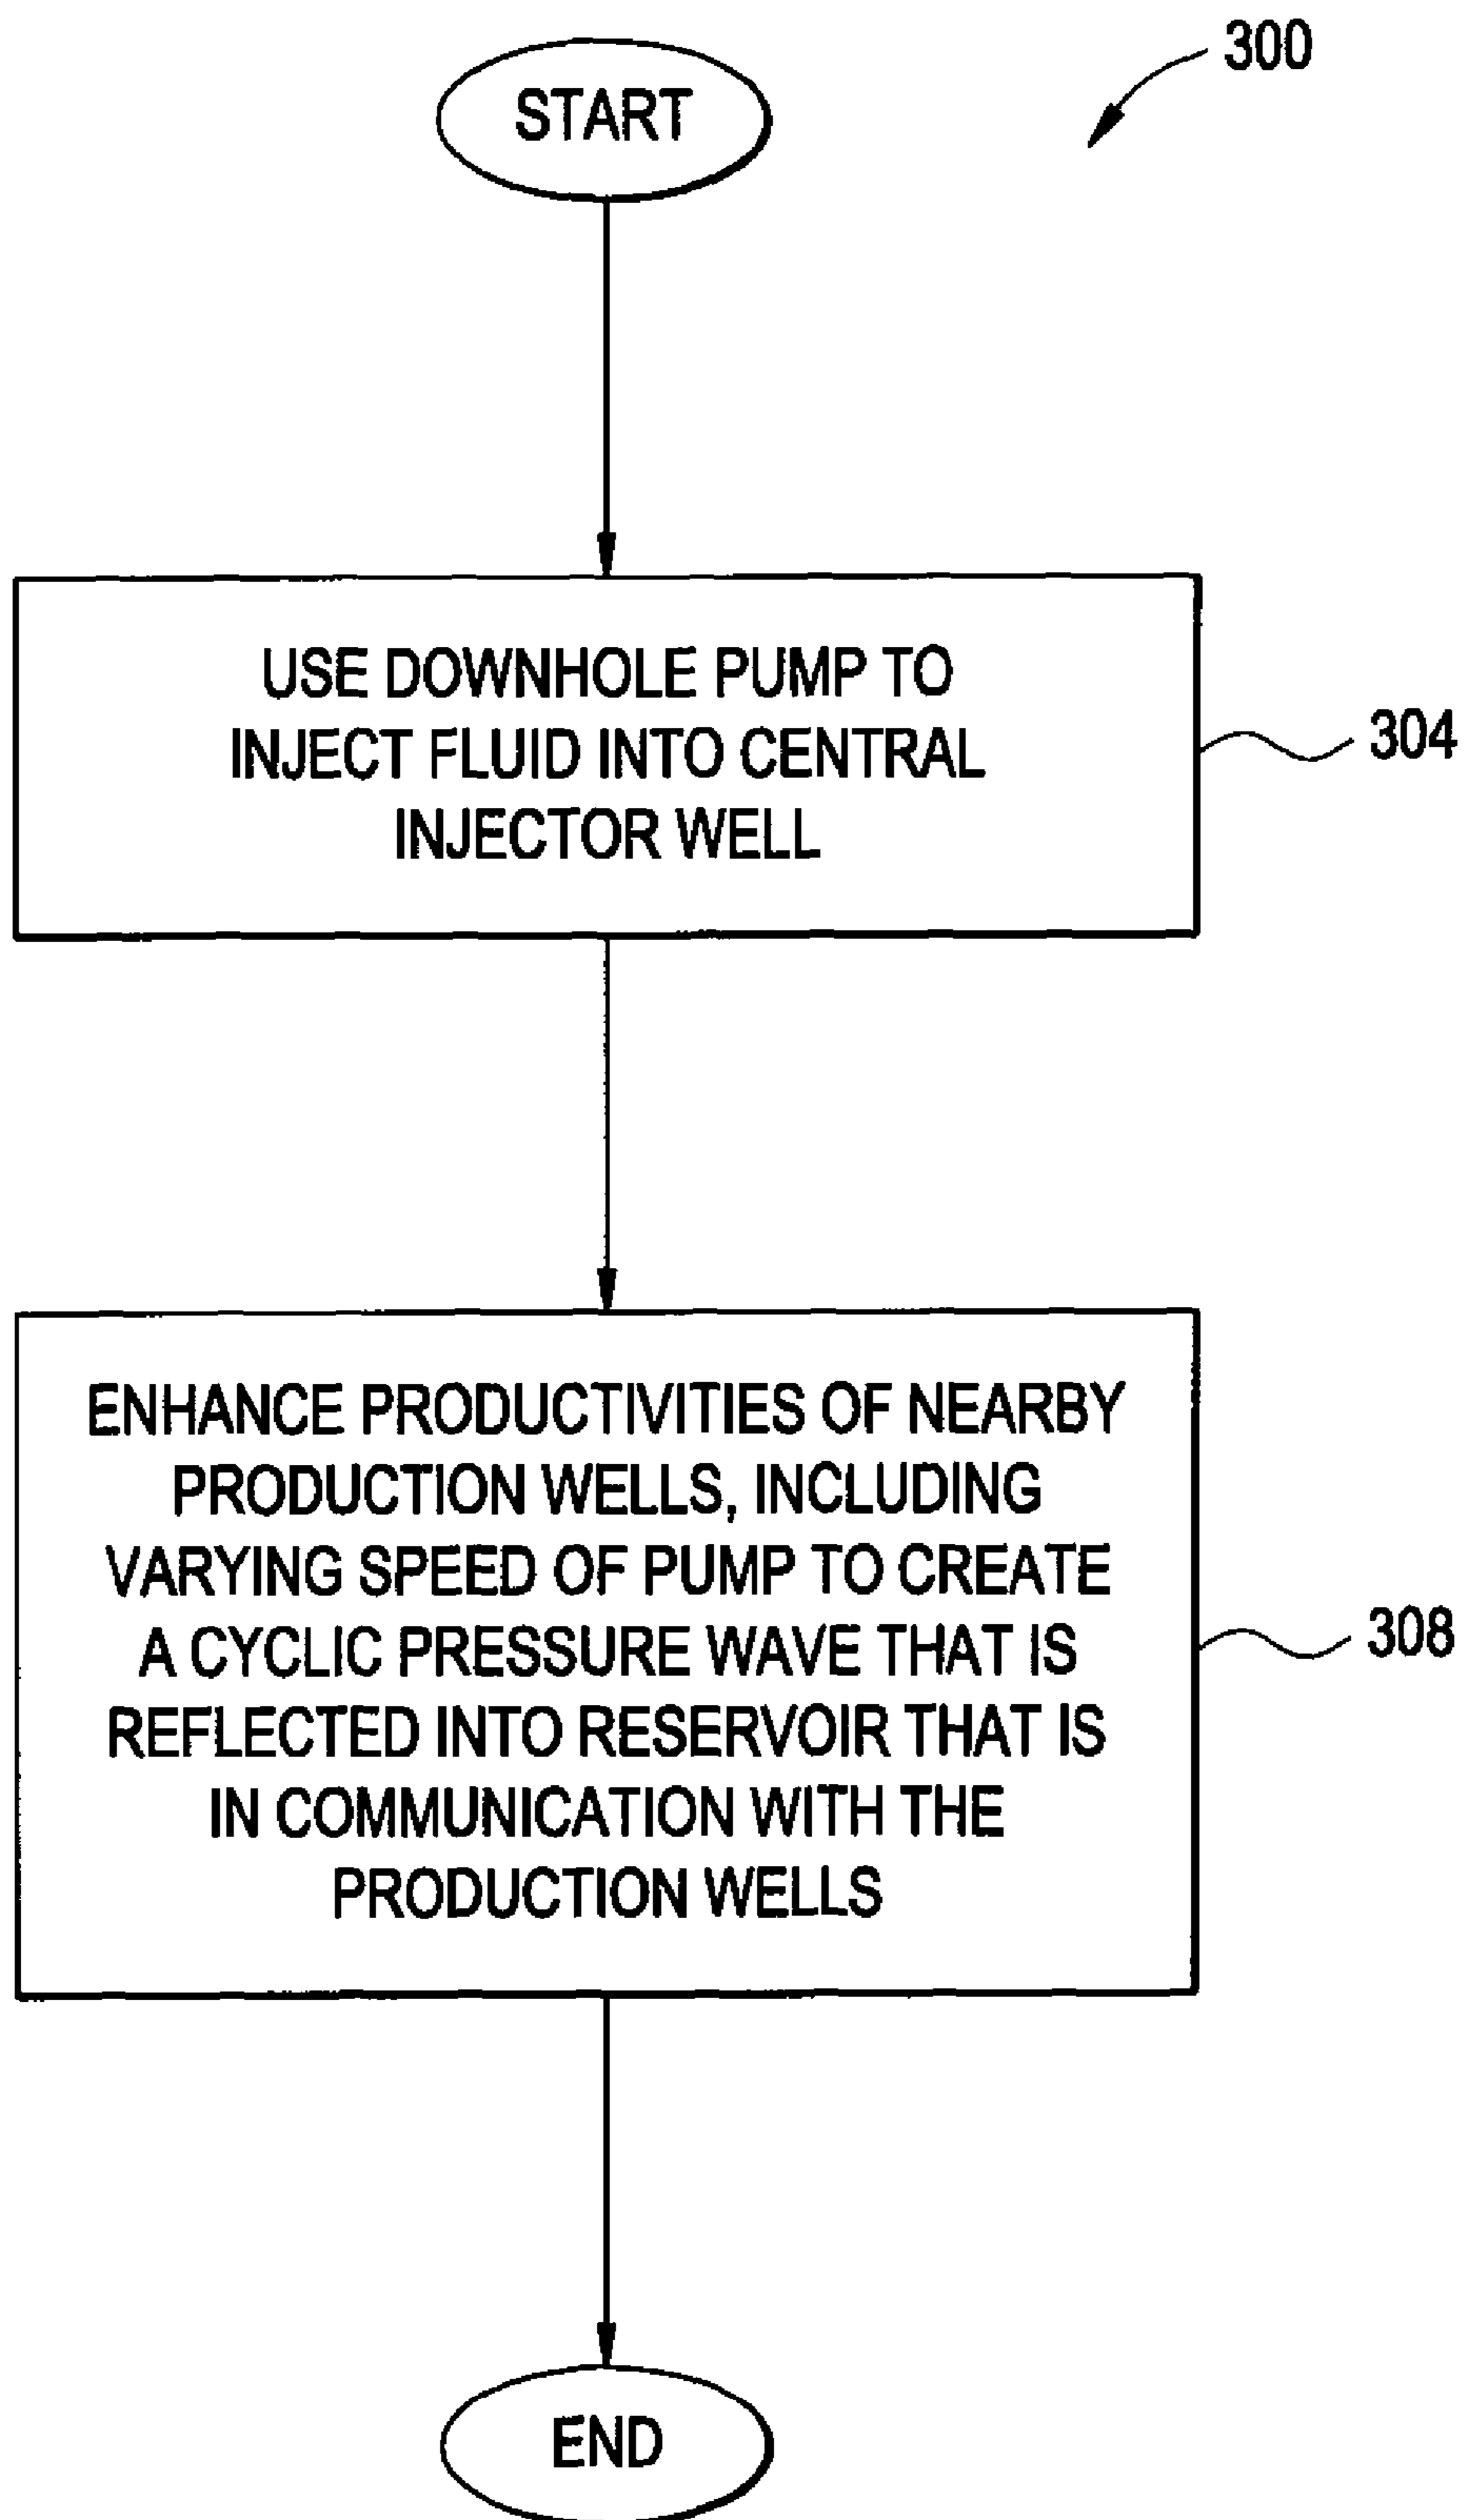 300
START
USE DOWNHOLE PUMP TO
INJECT FLUID INTO CENTRAL
INJECTOR WELL
304
ENHANCE PRODUCTIVITIES OF NEARBY
PRODUCTION WELLS, INCLUDING
VARYING SPEED OF PUMP TO CREATE
A CYCLIC PRESSURE WAVE THAT IS
REFLECTED INTO RESERVOIR THAT IS
IN COMMUNICATION WITH THE
PRODUCTION WELLS
308
END